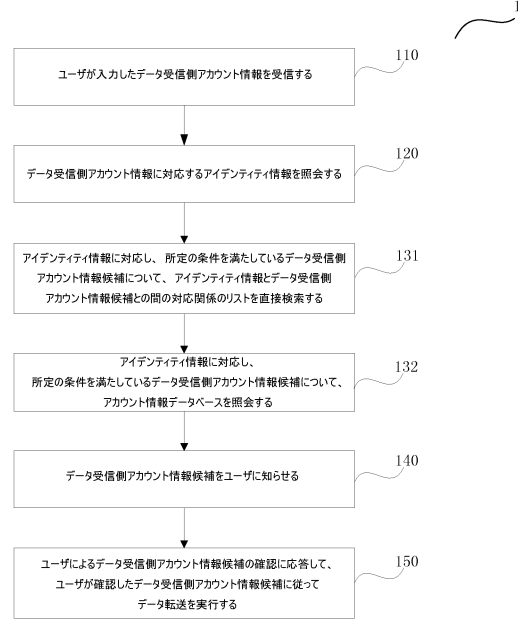 ユーザが入力したデータ受信側アカウント情報を受信する
110
データ受信側アカウント情報に対応するアイデンティティ情報を照会する
120
アイデンティティ情報に対応し、所定の条件を満たしているデータ受信側
アカウント情報候補について、アイデンティティ情報とデータ受信側
アカウント情報候補との間の対応関係のリストを直接検索する
131
アイデンティティ情報に対応し、
所定の条件を満たしているデータ受信側アカウント情報候補について、
アカウント情報データベースを照会する
132
データ受信側アカウント情報候補をユーザに知らせる
140
ユーザによるデータ受信側アカウント情報候補の確認に応答して、
ユーザが確認したデータ受信側アカウント情報候補に従って
データ転送を実行する
150